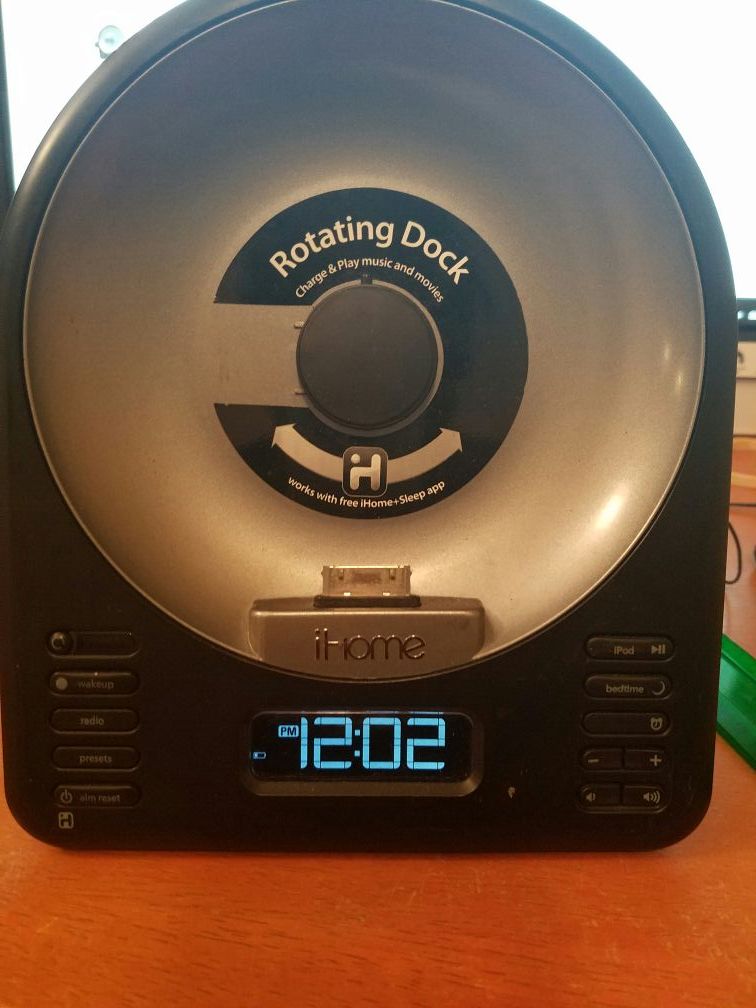 Rotating Dock
Charge & Play music and movies
iH
works with free iHome+Sleep app
iHome
wakeup
radio
presets
alm reset
iPod
bedtime
PM 12:02